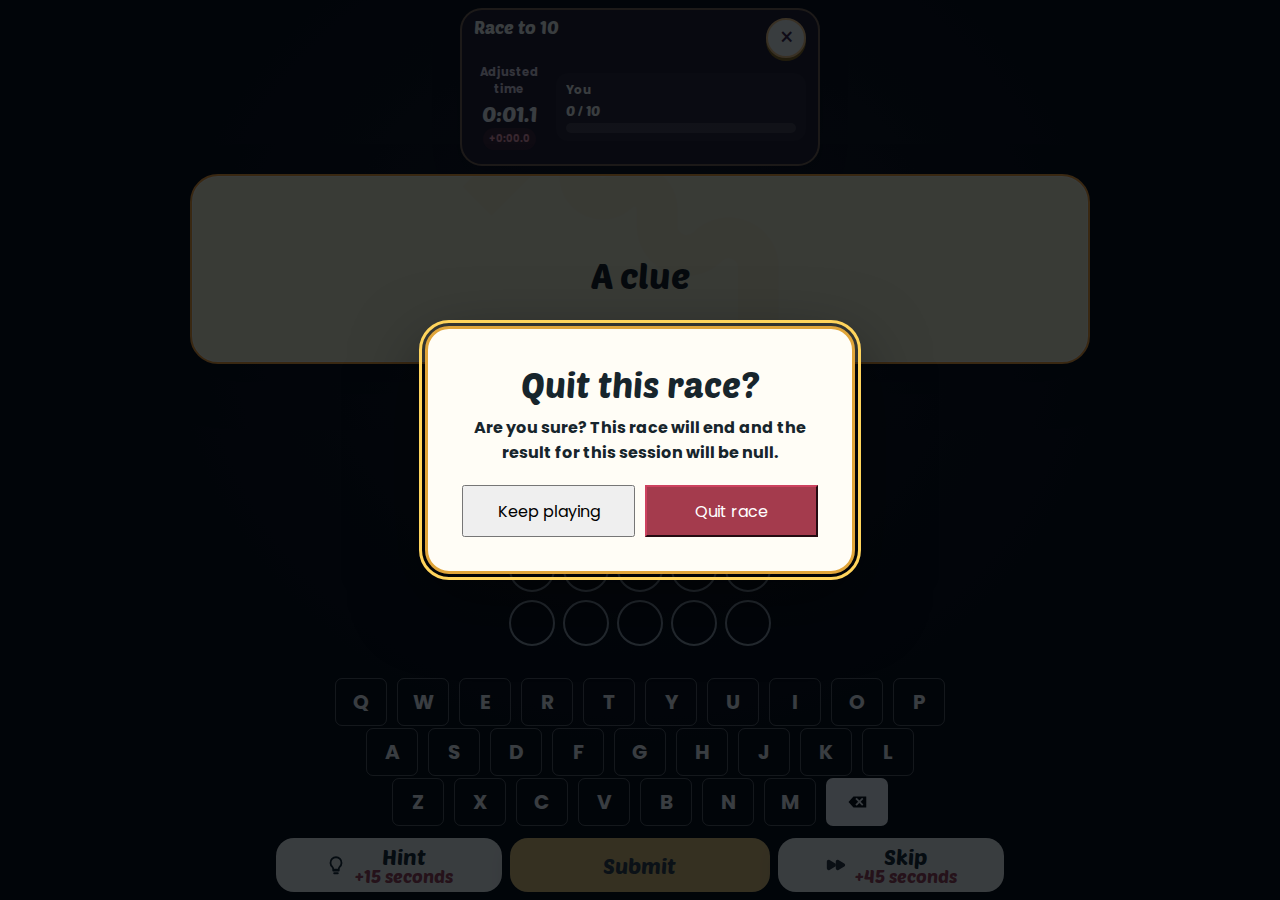 Race to 10
Adjusted
time
0:01.1
+0:00.0
You
0 / 10
A clue
Quit this race?
Are you sure? This race will end and the
result for this session will be null.
Keep playing
Quit race
Q W E R T Y U I O P
A S D F G H J K L
Z X C V B N M
Hint
+15 seconds
Submit
Skip
+45 seconds